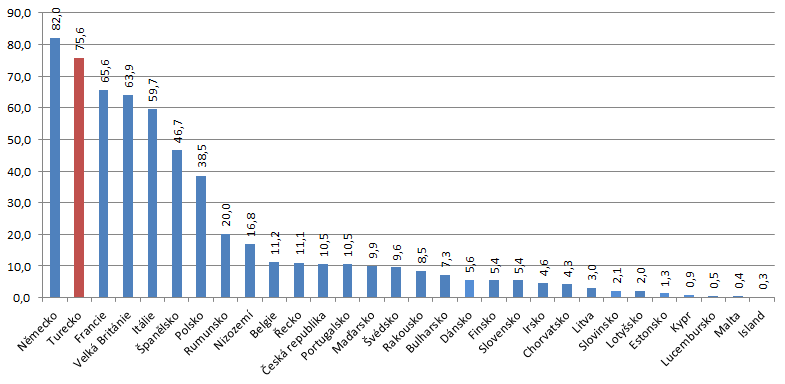 90,0
80,0
70,0
60,0
50,0
40,0
30,0
20,0
10,0
0,0
82,0
75,6
65,6
63,9
59,7
46,7
38,5
20,0
16,8
11,2
11,1
10,5
10,5
9,9
9,6
8,5
7,3
5,6
5,4
5,4
4,6
4,3
3,0
2,1
2,0
1,3
0,9
0,5
0,4
0,3
Německo
Turecko
Francie
Velká Británie
Itálie
Španělsko
Polsko
Rumunsko
Nizozemí
Belgie
Řecko
Česká republika
Portugalsko
Maďarsko
Švédsko
Rakousko
Bulharsko
Dánsko
Finsko
Slovensko
Irsko
Chorvatsko
Litva
Slovinsko
Lotyšsko
Estonsko
Kypr
Lucembursko
Malta
Island